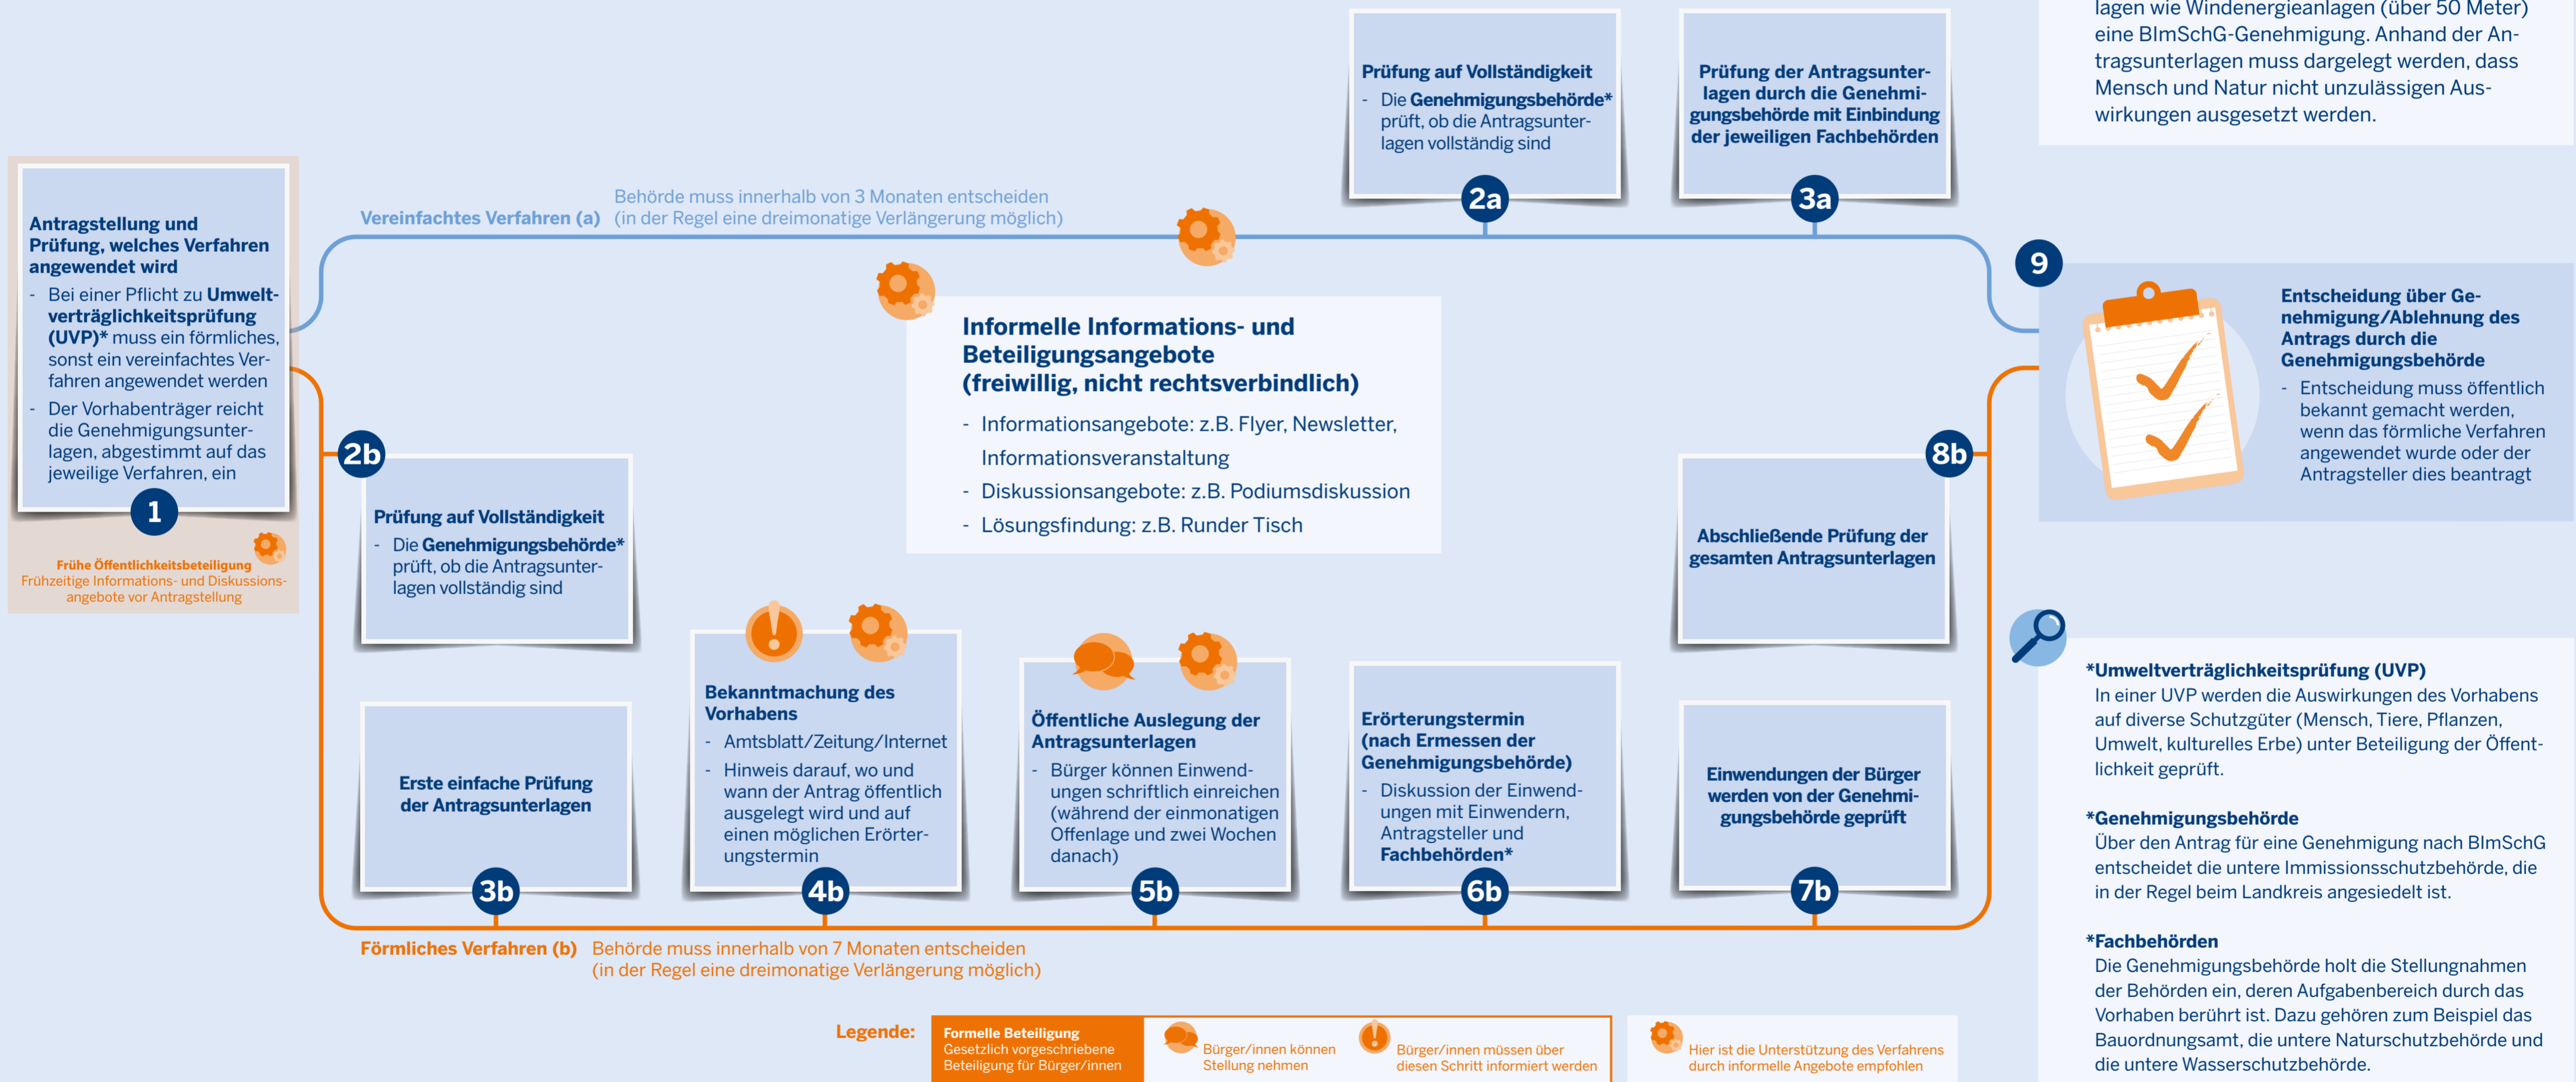 lagen wie Windenergieanlagen (über 50 Meter)
eine BImSchG-Genehmigung. Anhand der An-
tragsunterlagen muss dargelegt werden, dass
Mensch und Natur nicht unzulässigen Aus-
wirkungen ausgesetzt werden.
Antragstellung und
Prüfung, welches Verfahren
angewendet wird
- Bei einer Pflicht zu Umwelt-
verträglichkeitsprüfung
(UVP)* muss ein förmliches,
sonst ein vereinfachtes Ver-
fahren angewendet werden
- Der Vorhabenträger reicht
die Genehmigungsunter-
lagen, abgestimmt auf das
jeweilige Verfahren, ein
1
Frühe Öffentlichkeitsbeteiligung
Frühzeitige Informations- und Diskussions-
angebote vor Antragstellung
Vereinfachtes Verfahren (a)
Behörde muss innerhalb von 3 Monaten entscheiden
(in der Regel eine dreimonatige Verlängerung möglich)
Prüfung auf Vollständigkeit
- Die Genehmigungsbehörde*
prüft, ob die Antragsunter-
lagen vollständig sind
2a
Prüfung der Antragsunter-
lagen durch die Genehmi-
gungsbehörde mit Einbindung
der jeweiligen Fachbehörden
3a
Informelle Informations- und
Beteiligungsangebote
(freiwillig, nicht rechtsverbindlich)
- Informationsangebote: z.B. Flyer, Newsletter,
Informationsveranstaltung
- Diskussionsangebote: z.B. Podiumsdiskussion
- Lösungsfindung: z.B. Runder Tisch
2b
Prüfung auf Vollständigkeit
- Die Genehmigungsbehörde*
prüft, ob die Antragsunter-
lagen vollständig sind
Erste einfache Prüfung
der Antragsunterlagen
3b
Bekanntmachung des
Vorhabens
- Amtsblatt/Zeitung/Internet
- Hinweis darauf, wo und
wann der Antrag öffentlich
ausgelegt wird und auf
einen möglichen Erörter-
ungstermin
4b
Öffentliche Auslegung der
Antragsunterlagen
- Bürger können Einwend-
ungen schriftlich einreichen
(während der einmonatigen
Offenlage und zwei Wochen
danach)
5b
Erörterungstermin
(nach Ermessen der
Genehmigungsbehörde)
- Diskussion der Einwend-
ungen mit Einwendern,
Antragsteller und
Fachbehörden*
6b
Einwendungen der Bürger
werden von der Genehmi-
gungsbehörde geprüft
7b
8b
Abschließende Prüfung der
gesamten Antragsunterlagen
Förmliches Verfahren (b)
Behörde muss innerhalb von 7 Monaten entscheiden
(in der Regel eine dreimonatige Verlängerung möglich)
9
Entscheidung über Ge-
nehmigung/Ablehnung des
Antrags durch die
Genehmigungsbehörde
- Entscheidung muss öffentlich
bekannt gemacht werden,
wenn das förmliche Verfahren
angewendet wurde oder der
Antragsteller dies beantragt
*Umweltverträglichkeitsprüfung (UVP)
In einer UVP werden die Auswirkungen des Vorhabens
auf diverse Schutzgüter (Mensch, Tiere, Pflanzen,
Umwelt, kulturelles Erbe) unter Beteiligung der Öffent-
lichkeit geprüft.
*Genehmigungsbehörde
Über den Antrag für eine Genehmigung nach BImSchG
entscheidet die untere Immissionsschutzbehörde, die
in der Regel beim Landkreis angesiedelt ist.
*Fachbehörden
Die Genehmigungsbehörde holt die Stellungnahmen
der Behörden ein, deren Aufgabenbereich durch das
Vorhaben berührt ist. Dazu gehören zum Beispiel das
Bauordnungsamt, die untere Naturschutzbehörde und
die untere Wasserschutzbehörde.
Legende:
Formelle Beteiligung
Gesetzlich vorgeschriebene
Beteiligung für Bürger/innen
Bürger/innen können
Stellung nehmen
Bürger/innen müssen über
diesen Schritt informiert werden
Hier ist die Unterstützung des Verfahrens
durch informelle Angebote empfohlen